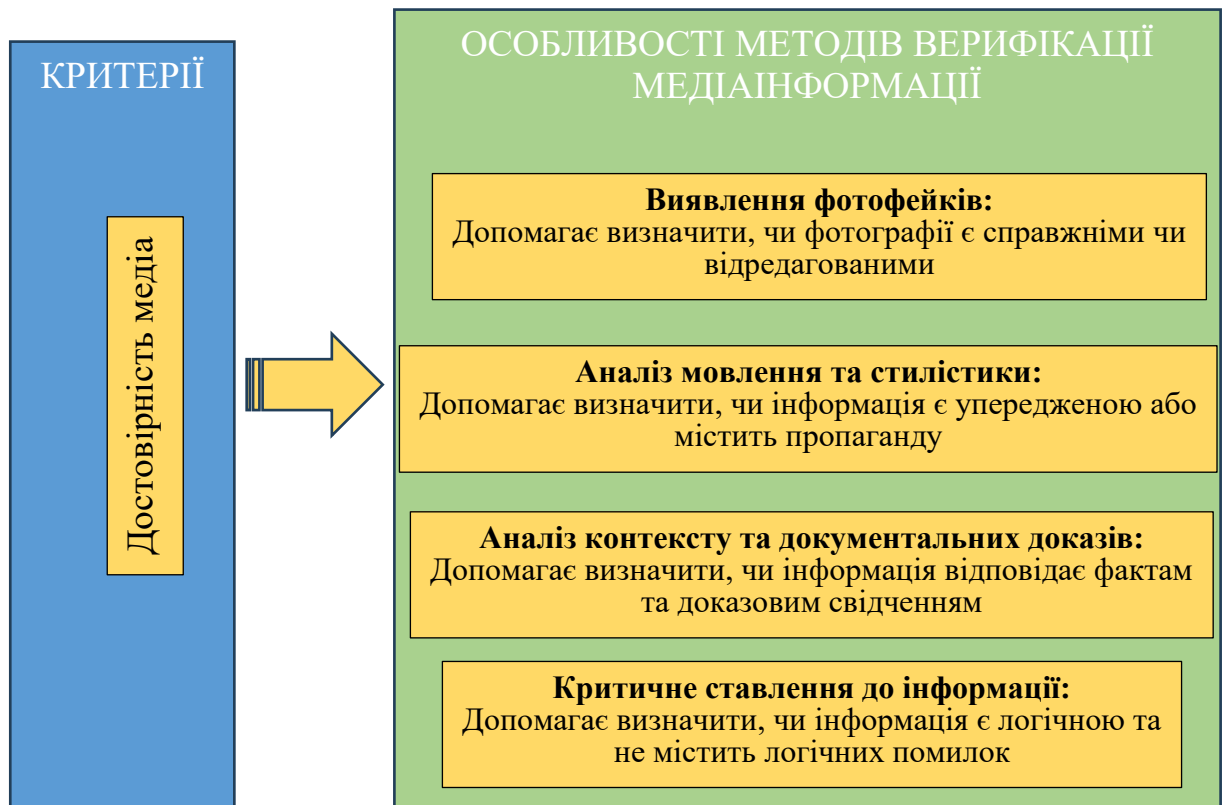 КРИТЕРІЇ
Достовірність медіа
ОСОБЛИВОСТІ МЕТОДІВ ВЕРИФІКАЦІЇ
МЕДІАІНФОРМАЦІЇ
Виявлення фотофейків:
Допомагає визначити, чи фотографії є справжніми чи
відредагованими
Аналіз мовлення та стилістики:
Допомагає визначити, чи інформація є упередженою або
містить пропаганду
Аналіз контексту та документальних доказів:
Допомагає визначити, чи інформація відповідає фактам
та доказовим свідченням
Критичне ставлення до інформації:
Допомагає визначити, чи інформація є логічною та
не містить логічних помилок